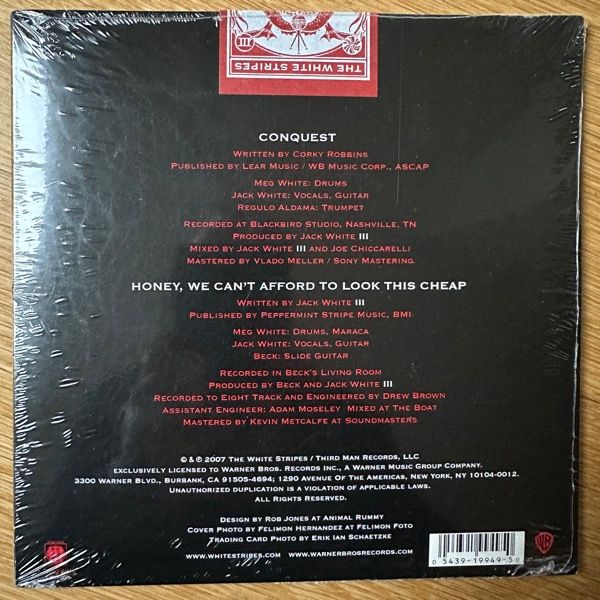 III
THE WHITE STRIPES
CONQUEST
WRITTEN BY CORKY ROBBINS
PUBLISHED BY LEAR MUSIC / WB MUSIC CORP., ASCAP
MEG WHITE: DRUMS
JACK WHITE: VOCALS, GUITAR
REGULO ALDAMA: TRUMPET
RECORDED AT BLACKBIRD STUDIO, NASHVILLE, TN
PRODUCED BY JACK WHITE III
MIXED BY JACK WHITE III AND JOE CHICCARELLI
MASTERED BY VLADO MELLER / SONY MASTERING
HONEY, WE CAN'T AFFORD TO LOOK THIS CHEAP
WRITTEN BY JACK WHITE III
PUBLISHED BY PEPPERMINT STRIPE MUSIC, BMI
MEG WHITE: DRUMS, MARACA
JACK WHITE: VOCALS, GUITAR
BECK: SLIDE GUITAR
RECORDED IN BECK'S LIVING ROOM
PRODUCED BY BECK AND JACK WHITE III
RECORDED TO EIGHT TRACK AND ENGINEERED BY DREW BROWN
ASSISTANT ENGINEER: ADAM MOSELEY MIXED AT THE BOAT
MASTERED BY KEVIN METCALFE AT SOUNDMASTERS
© & ℗ 2007 THE WHITE STRIPES / THIRD MAN RECORDS, LLC
EXCLUSIVELY LICENSED TO WARNER BROS. RECORDS INC., A WARNER MUSIC GROUP COMPANY.
3300 WARNER BLVD., BURBANK, CA 91505-4694; 1290 AVENUE OF THE AMERICAS, NEW YORK, NY 10104-0012.
UNAUTHORIZED DUPLICATION IS A VIOLATION OF APPLICABLE LAWS.
ALL RIGHTS RESERVED.
DESIGN BY ROB JONES AT ANIMAL RUMMY
COVER PHOTO BY FELIMON HERNANDEZ AT FELIMON FOTO
TRADING CARD PHOTO BY ERIK IAN SCHAETZKE
WWW.WHITESTRIPES.COM WWW.WARNERBROSRECORDS.COM
0 5439-19949-5 0
WB